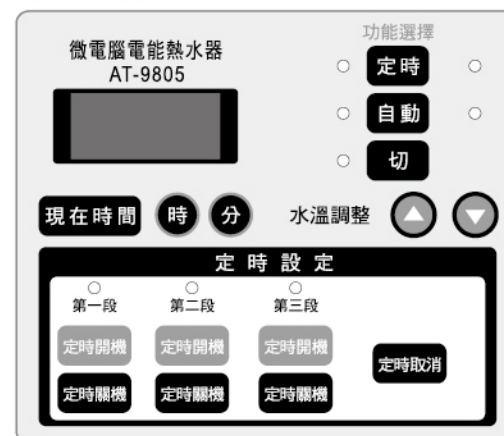 功能選擇
微電腦電能熱水器
AT-9805
定時
自動
切
現在時間 時 分 水溫調整
定時設定
第一段 第二段 第三段
定時開機 定時開機 定時開機
定時取消
定時關機 定時關機 定時關機